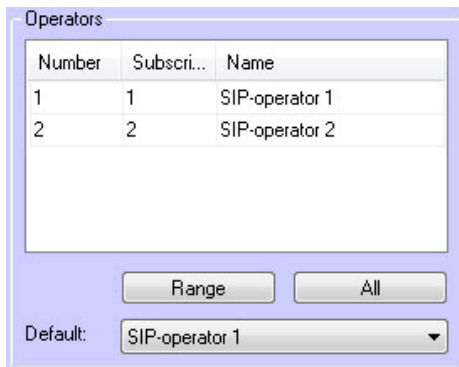 Operators
Number Subscri... Name
1 1 SIP-operator 1
2 2 SIP-operator 2
Range All
Default: SIP-operator 1